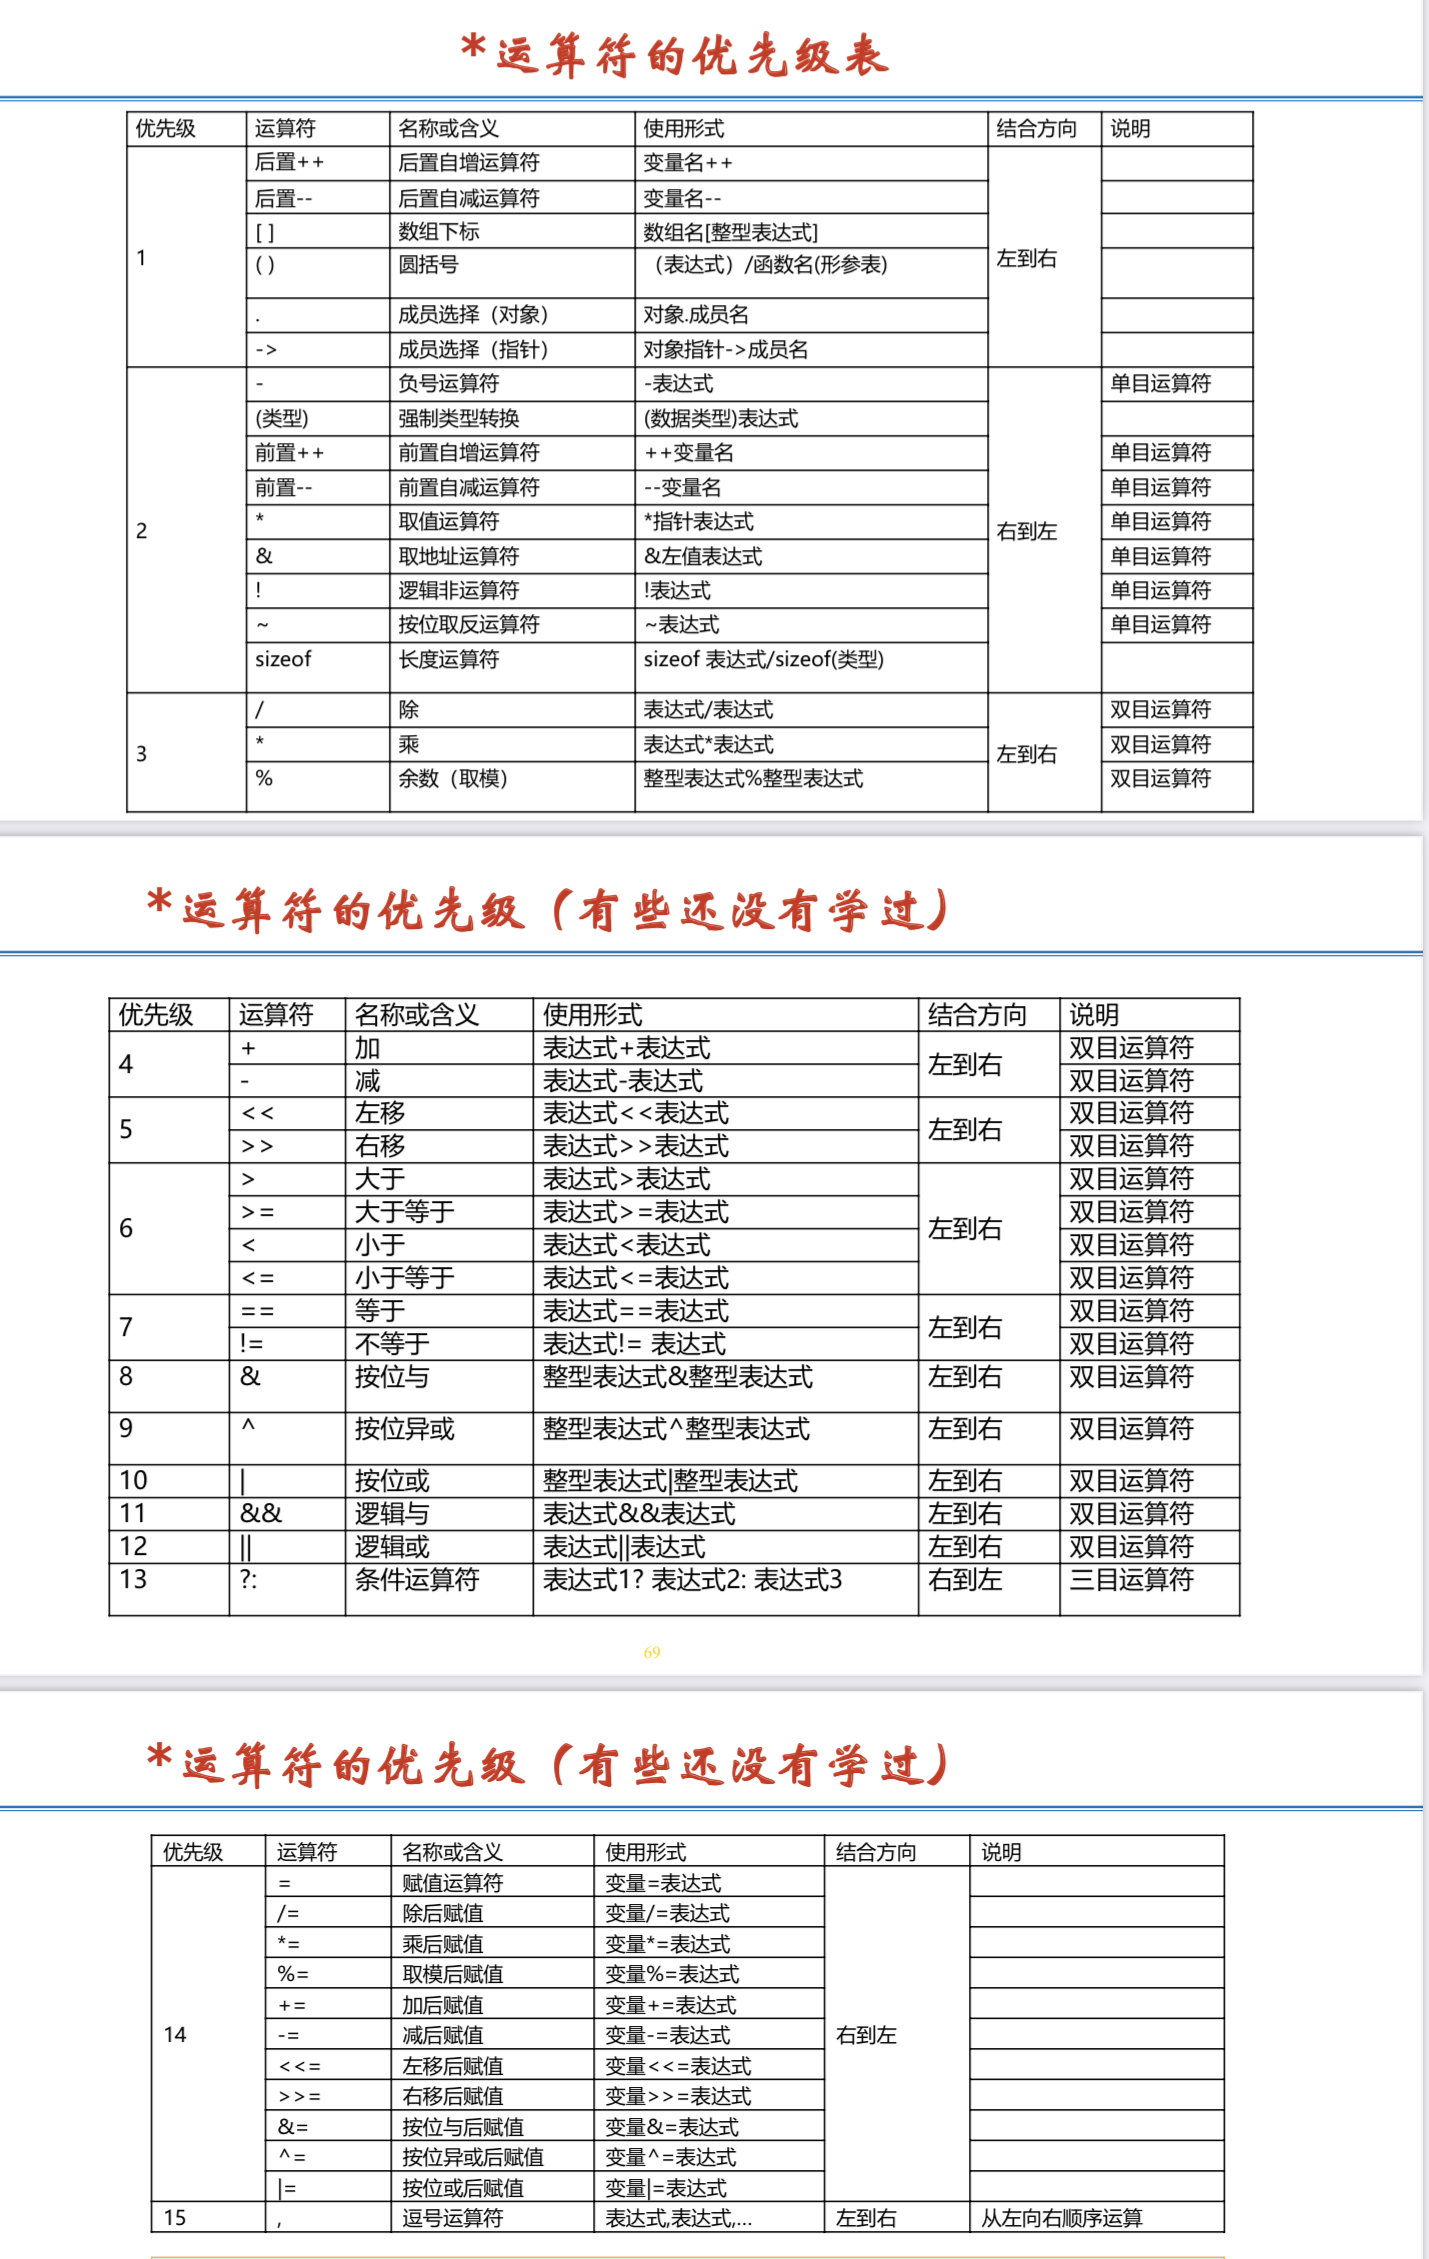 *运算符的优先级表
优先级 运算符 名称或含义 使用形式 结合方向 说明
1 后置++ 后置自增运算符 变量名++ 左到右
后置-- 后置自减运算符 变量名--
[ ] 数组下标 数组名[整型表达式]
( ) 圆括号 （表达式）/函数名(形参表)
. 成员选择（对象） 对象.成员名
-> 成员选择（指针） 对象指针->成员名
2 - 负号运算符 -表达式 右到左 单目运算符
(类型) 强制类型转换 (数据类型)表达式
前置++ 前置自增运算符 ++变量名 单目运算符
前置-- 前置自减运算符 --变量名 单目运算符
* 取值运算符 *指针表达式 单目运算符
& 取地址运算符 &左值表达式 单目运算符
! 逻辑非运算符 !表达式 单目运算符
~ 按位取反运算符 ~表达式 单目运算符
sizeof 长度运算符 sizeof 表达式/sizeof(类型)
3 / 除 表达式/表达式 左到右 双目运算符
* 乘 表达式*表达式 双目运算符
% 余数（取模） 整型表达式%整型表达式 双目运算符
*运算符的优先级（有些还没有学过）
优先级 运算符 名称或含义 使用形式 结合方向 说明
4 + 加 表达式+表达式 左到右 双目运算符
- 减 表达式-表达式 双目运算符
5 << 左移 表达式<<表达式 左到右 双目运算符
>> 右移 表达式>>表达式 双目运算符
6 > 大于 表达式>表达式 左到右 双目运算符
>= 大于等于 表达式>=表达式 双目运算符
< 小于 表达式<表达式 双目运算符
<= 小于等于 表达式<=表达式 双目运算符
7 == 等于 表达式==表达式 左到右 双目运算符
!= 不等于 表达式!= 表达式 双目运算符
8 & 按位与 整型表达式&整型表达式 左到右 双目运算符
9 ^ 按位异或 整型表达式^整型表达式 左到右 双目运算符
10 | 按位或 整型表达式|整型表达式 左到右 双目运算符
11 && 逻辑与 表达式&&表达式 左到右 双目运算符
12 || 逻辑或 表达式||表达式 左到右 双目运算符
13 ?: 条件运算符 表达式1? 表达式2: 表达式3 右到左 三目运算符
69
*运算符的优先级（有些还没有学过）
优先级 运算符 名称或含义 使用形式 结合方向 说明
14 = 赋值运算符 变量=表达式 右到左
/= 除后赋值 变量/=表达式
*= 乘后赋值 变量*=表达式
%= 取模后赋值 变量%=表达式
+= 加后赋值 变量+=表达式
-= 减后赋值 变量-=表达式
<<= 左移后赋值 变量<<=表达式
>>= 右移后赋值 变量>>=表达式
&= 按位与后赋值 变量&=表达式
^= 按位异或后赋值 变量^=表达式
|= 按位或后赋值 变量|=表达式
15 , 逗号运算符 表达式,表达式,... 左到右 从左向右顺序运算